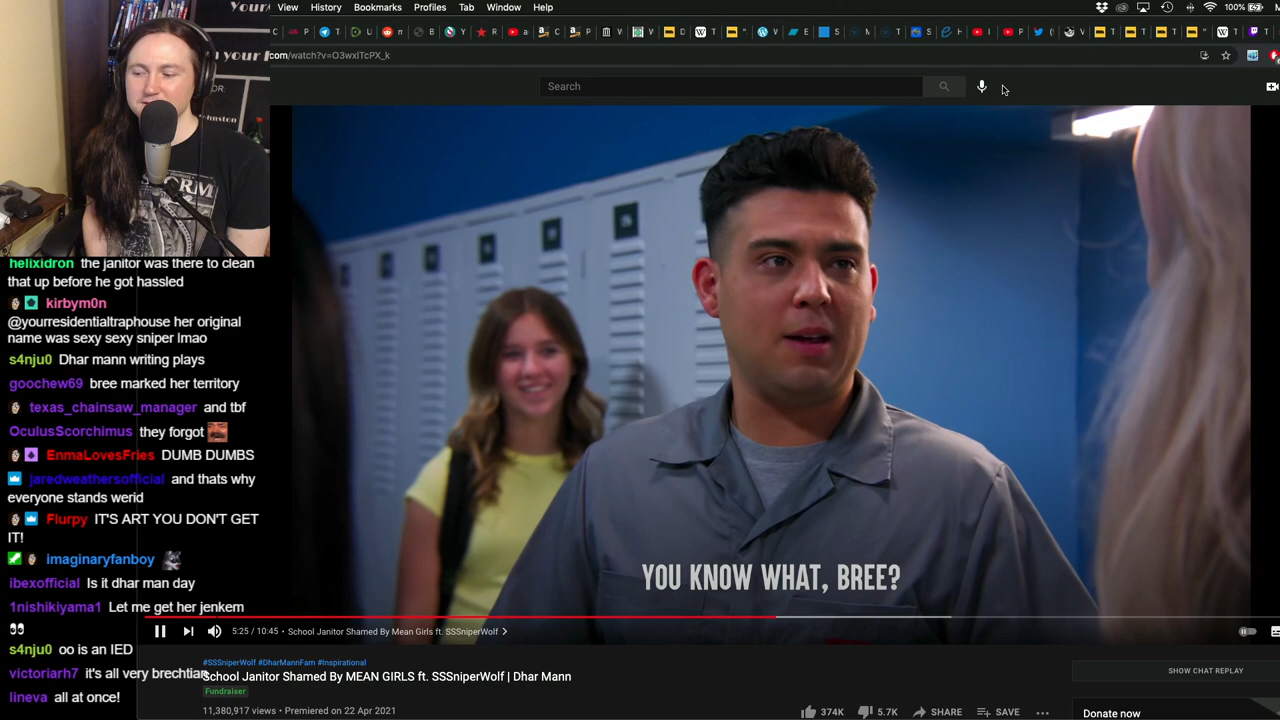 View History Bookmarks Profiles Tab Window Help
100%
com/watch?v=O3wxlTcPX_k
Search
helixidron the janitor was there to clean
that up before he got hassled
kirbym0n
@yourresidentialtraphouse her original
name was sexy sexy sniper lmao
s4nju0 Dhar mann writing plays
goochew69 bree marked her territory
texas_chainsaw_manager and tbf
OculusScorchimus they forgot
EnmaLovesFries DUMB DUMBS
jaredweathersofficial and thats why
everyone stands werid
Flurpy IT'S ART YOU DON'T GET
IT!
imaginaryfanboy
ibexofficial Is it dhar man day
1nishikiyama1 Let me get her jenkem
s4nju0 oo is an IED
victoriarh7 it's all very brechtian
lineva all at once!
YOU KNOW WHAT, BREE?
5:25 / 10:45 • School Janitor Shamed By Mean Girls ft. SSSniperWolf
#SSSniperWolf #DharMannFam #Inspirational
School Janitor Shamed By MEAN GIRLS ft. SSSniperWolf | Dhar Mann
Fundraiser
11,380,917 views • Premiered on 22 Apr 2021
374K 5.7K SHARE SAVE
SHOW CHAT REPLAY
Donate now